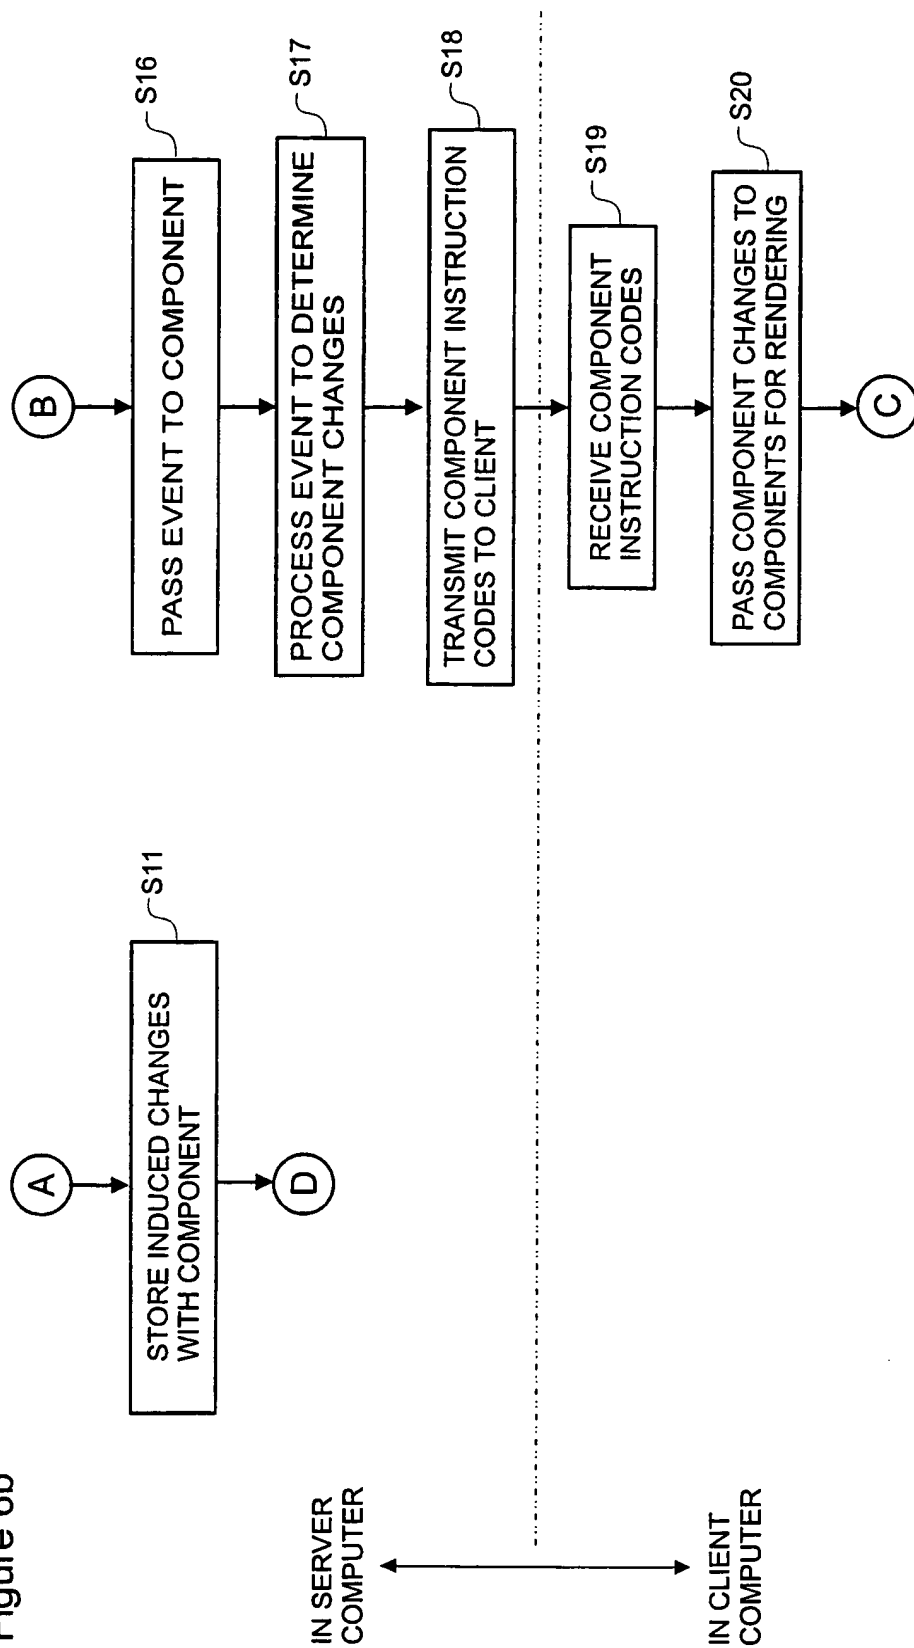 Figure 6b
A
STORE INDUCED CHANGES
WITH COMPONENT
S11
D
B
PASS EVENT TO COMPONENT
S16
PROCESS EVENT TO DETERMINE
COMPONENT CHANGES
S17
TRANSMIT COMPONENT INSTRUCTION
CODES TO CLIENT
S18
IN SERVER
COMPUTER
IN CLIENT
COMPUTER
RECEIVE COMPONENT
INSTRUCTION CODES
S19
PASS COMPONENT CHANGES TO
COMPONENTS FOR RENDERING
S20
C